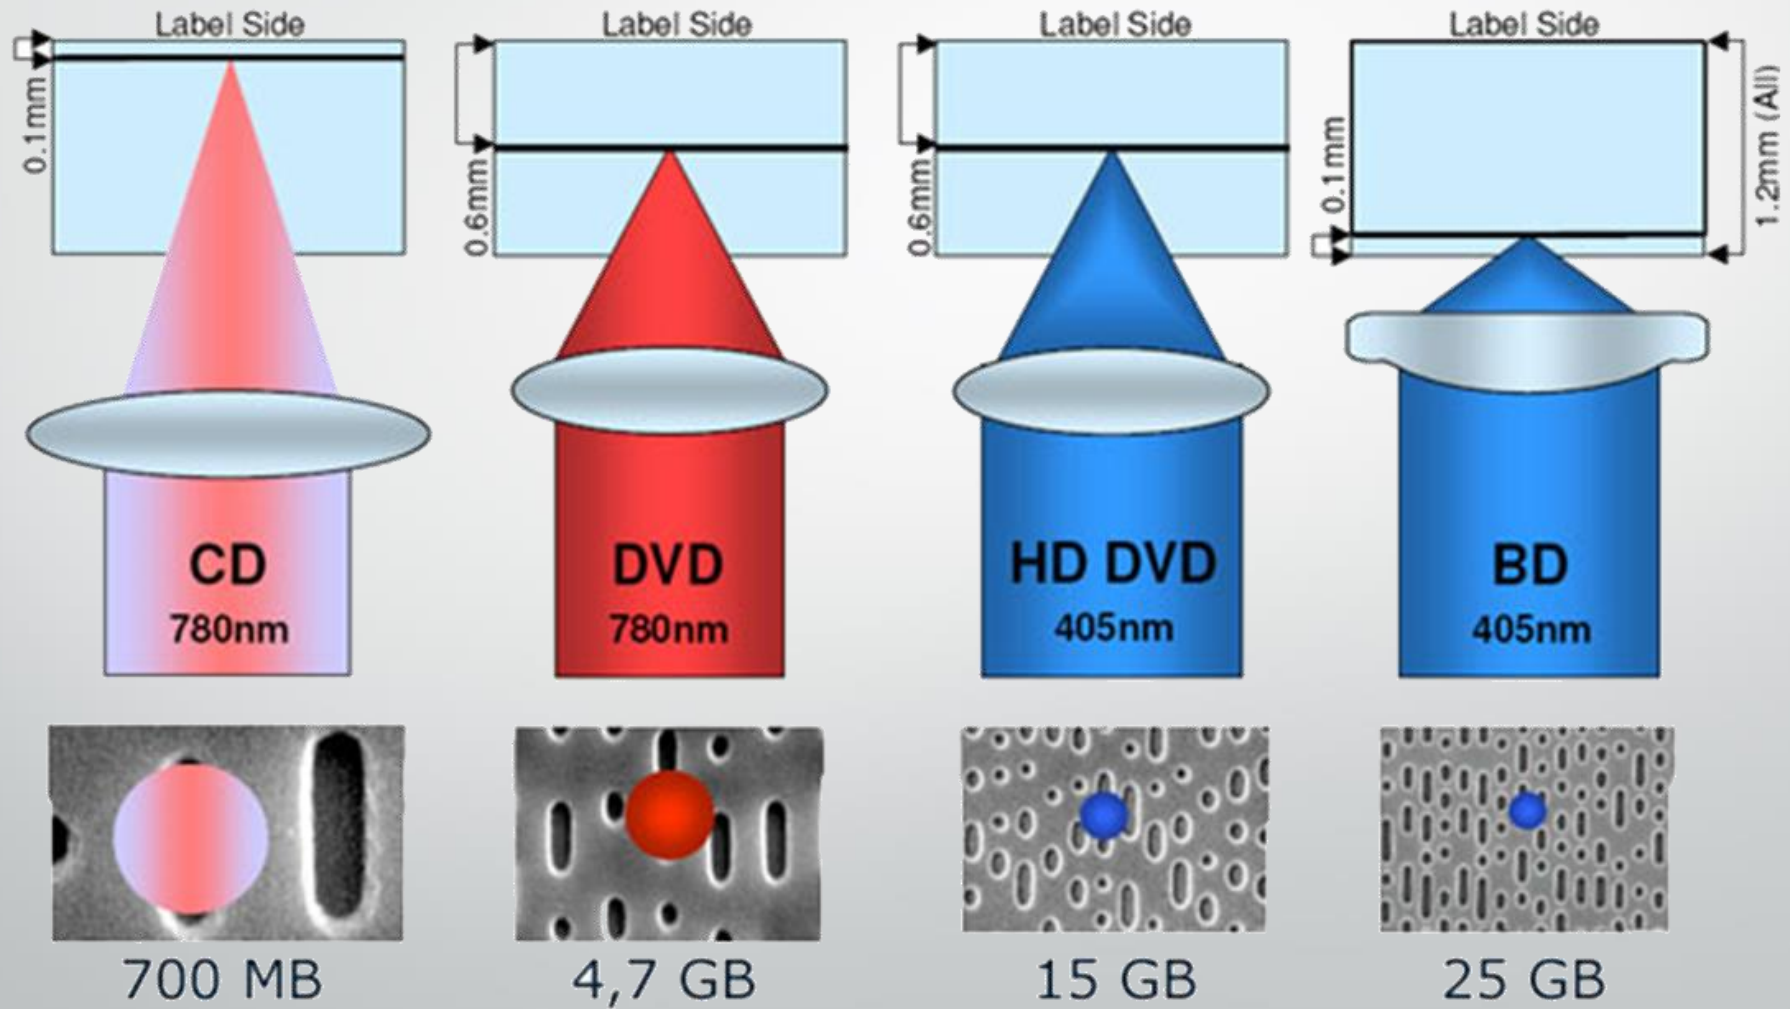 Label Side
Label Side
Label Side
Label Side
0.1mm
0.6mm
0.6mm
0.1mm
1.2mm (All)
CD
780nm
DVD
780nm
HD DVD
405nm
BD
405nm
700 MB
4,7 GB
15 GB
25 GB